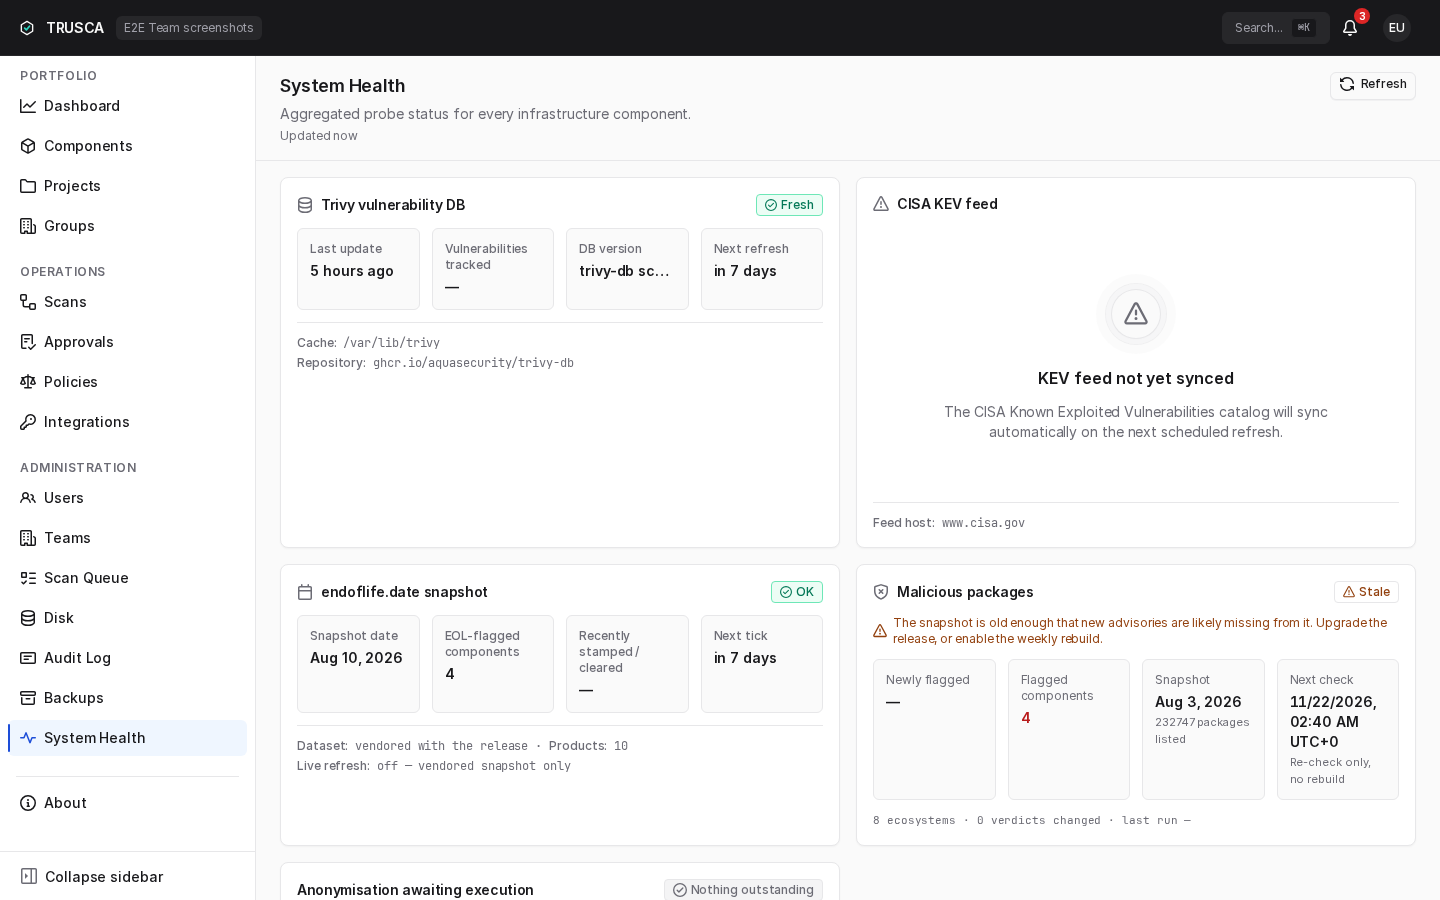 TRUSCA
E2E Team screenshots
Search...
⌘K
3
EU
PORTFOLIO
Dashboard
Components
Projects
Groups
OPERATIONS
Scans
Approvals
Policies
Integrations
ADMINISTRATION
Users
Teams
Scan Queue
Disk
Audit Log
Backups
System Health
About
Collapse sidebar
System Health
Aggregated probe status for every infrastructure component.
Updated now
Refresh
Trivy vulnerability DB
Fresh
Last update
5 hours ago
Vulnerabilities
tracked
—
DB version
trivy-db sc...
Next refresh
in 7 days
Cache: /var/lib/trivy
Repository: ghcr.io/aquasecurity/trivy-db
CISA KEV feed
KEV feed not yet synced
The CISA Known Exploited Vulnerabilities catalog will sync
automatically on the next scheduled refresh.
Feed host: www.cisa.gov
endoflife.date snapshot
OK
Snapshot date
Aug 10, 2026
EOL-flagged
components
4
Recently
stamped /
cleared
—
Next tick
in 7 days
Dataset: vendored with the release · Products: 10
Live refresh: off — vendored snapshot only
Malicious packages
Stale
The snapshot is old enough that new advisories are likely missing from it. Upgrade the
release, or enable the weekly rebuild.
Newly flagged
—
Flagged
components
4
Snapshot
Aug 3, 2026
232747 packages
listed
Next check
11/22/2026,
02:40 AM
UTC+0
Re-check only,
no rebuild
8 ecosystems · 0 verdicts changed · last run —
Anonymisation awaiting execution
Nothing outstanding